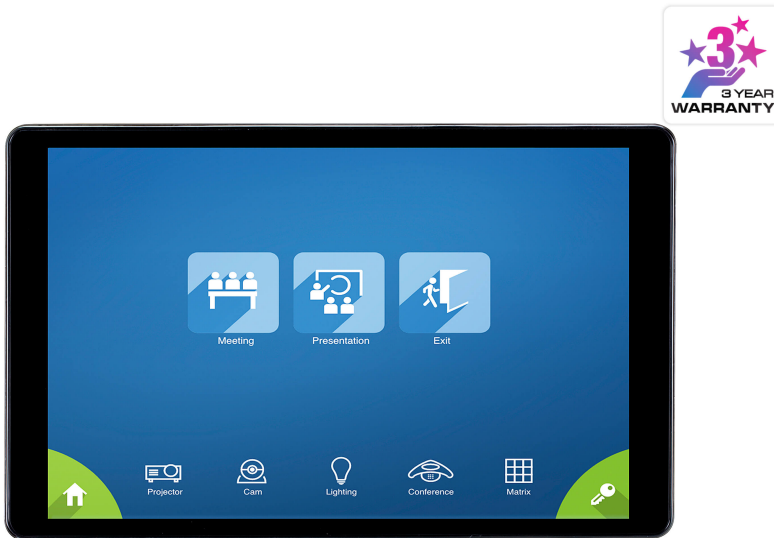 3
3 YEAR
WARRANTY
Meeting Presentation Exit
Projector Cam Lighting Conference Matrix